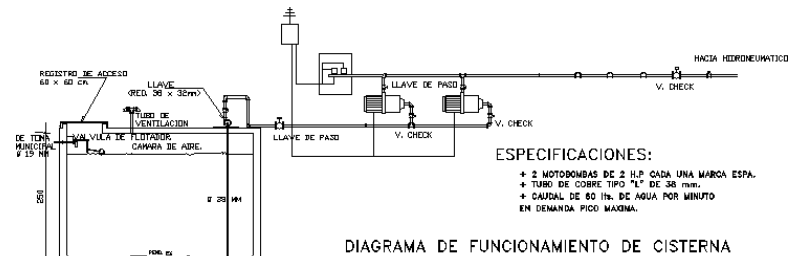 HACIA HIDRONEUMATICO
REGISTRO DE ACCESO
60 x 60 cm.
LLAVE
(RED. 38 x 32mm)
LLAVE DE PASO
V. CHECK
TUBO DE
VENTILACION
DE TOMA
MUNICIPAL
Ø 19 MM
VALVULA DE FLOTADOR
CAMARA DE AIRE.
LLAVE DE PASO
V. CHECK
V. CHECK
250
ESPECIFICACIONES:
+ 2 MOTOBOMBAS DE 2 H.P CADA UNA MARCA ESPA.
+ TUBO DE COBRE TIPO "L" DE 38 mm.
+ CAUDAL DE 60 lts. DE AGUA POR MINUTO
EN DEMANDA PICO MAXIMA.
DIAGRAMA DE FUNCIONAMIENTO DE CISTERNA